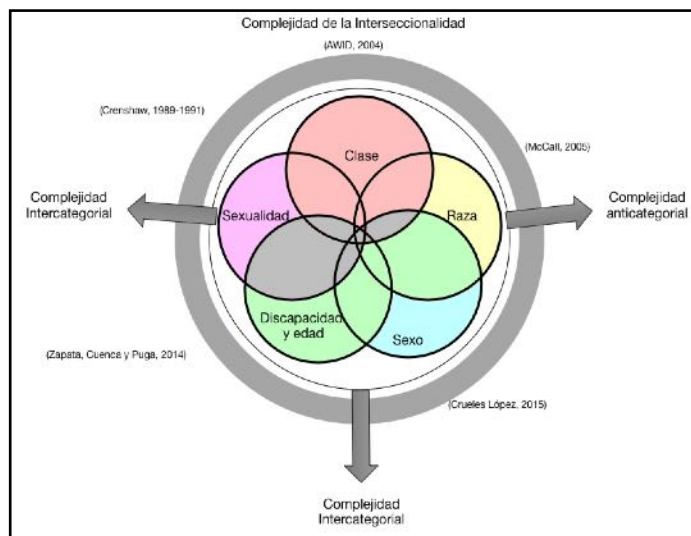 Complejidad de la Interseccionalidad
(AWID, 2004)
(Crenshaw, 1989-1991)
(McCall, 2005)
Clase
Complejidad
Intercategorial
Sexualidad
Raza
Complejidad
anticategorial
Discapacidad
y edad
Sexo
(Zapata, Cuenca y Puga, 2014)
(Crueles López, 2015)
Complejidad
Intercategorial